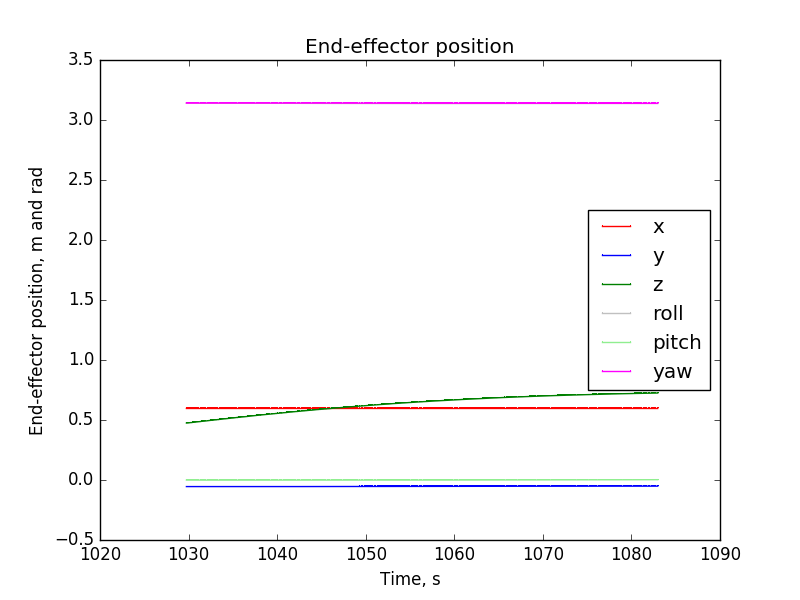 End-effector position
3.5
3.0
2.5
2.0
1.5
1.0
0.5
0.0
−0.5
End-effector position, m and rad
x
y
z
roll
pitch
yaw
1020 1030 1040 1050 1060 1070 1080 1090
Time, s